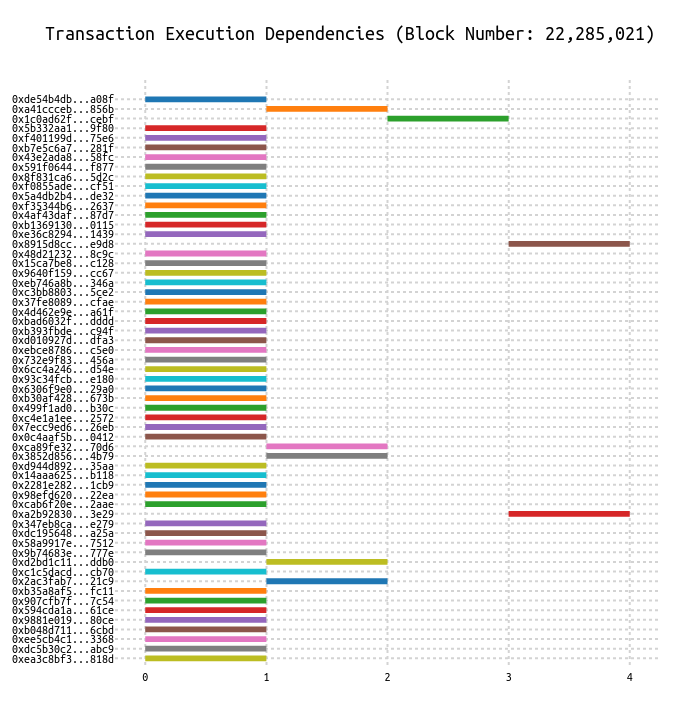 Transaction Execution Dependencies (Block Number: 22,285,021)
0xde54b4db...a08f
0xa41ccceb...856b
0x1c0ad62f...cebf
0x5b332aa1...9f80
0xf401199d...75e6
0xb7e5c6a7...281f
0x43e2ada8...58fc
0x591f0644...f877
0x8f831ca6...5d2c
0xf0855ade...cf51
0x5a4db2b4...de32
0xf35344b6...2637
0x4af43daf...87d7
0xb1369130...0115
0xe36c8294...1439
0x8915d8cc...e9d8
0x48d21232...8c9c
0x15ca7be8...c128
0x9640f159...cc67
0xeb746a8b...346a
0xc3bb8803...5ce2
0x37fe8089...cfae
0x4d462e9e...a61f
0xbad6032f...dddd
0xb393fbde...c94f
0xd010927d...dfa3
0xebce8786...c5e0
0x732e9f83...456a
0x6cc4a246...d54e
0x93c34fcb...e180
0x6306f9e0...29a0
0xb30af428...673b
0x499f1ad0...b30c
0xc4e1a1ee...2572
0x7ecc9ed6...26eb
0x0c4aaf5b...0412
0xca89fe32...70d6
0x3852d856...4b79
0xd944d892...35aa
0x14aaa625...b118
0x2281e282...1cb9
0x98efd620...22ea
0xcab6f20e...2aae
0xa2b92830...3e29
0x347eb8ca...e279
0xdc195648...a25a
0x58a9917e...7512
0x9b74683e...777e
0xd2bd1c11...ddb0
0xc1c5dacd...cb70
0x2ac3fab7...21c9
0xb35a8af5...fc11
0x907cfb7f...7c54
0x594cda1a...61ce
0x9881e019...80ce
0xb048d711...6cbd
0xee5cb4c1...3368
0xdc5b30c2...abc9
0xea3c8bf3...818d
0 1 2 3 4